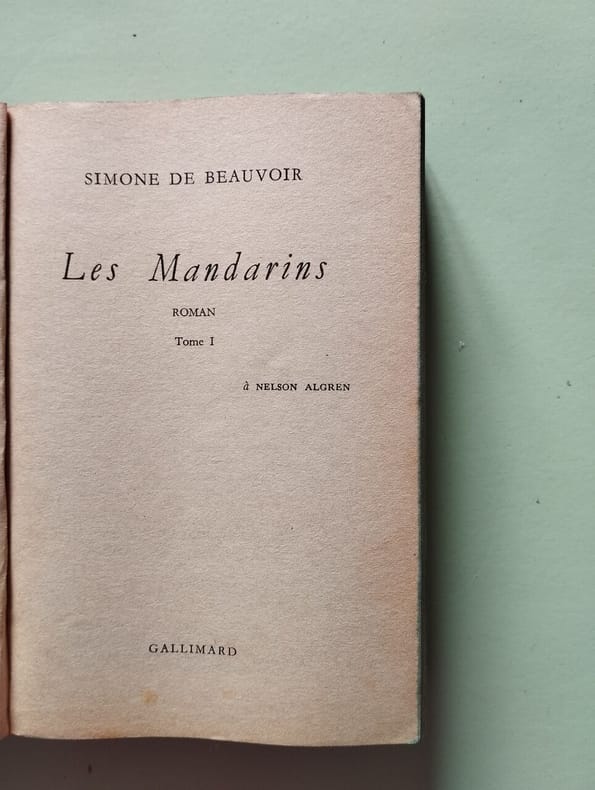 SIMONE DE BEAUVOIR
Les Mandarins
ROMAN
Tome I
à NELSON ALGREN
GALLIMARD